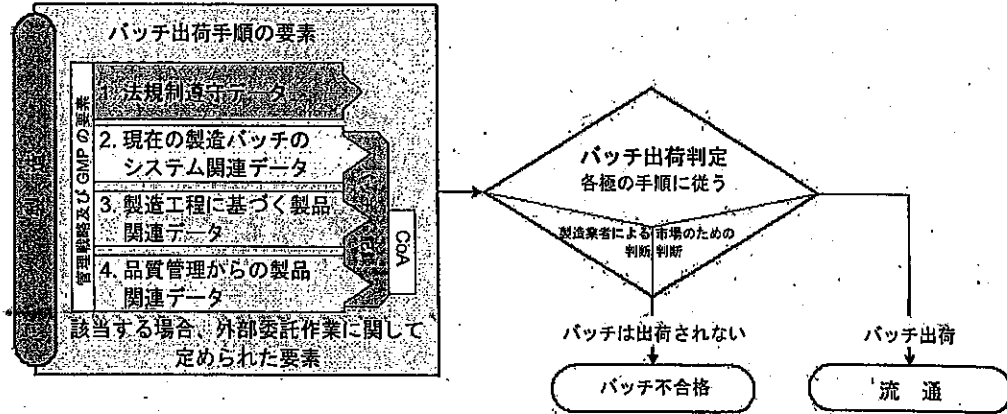 バッチ出荷手順の要素
管理戦略及び GMP の要素
1. 法規制遵守データ
2. 現在の製造バッチの
システム関連データ
3. 製造工程に基づく製品
関連データ
4. 品質管理からの製品
関連データ
CoA
該当する場合、外部委託作業に関して
定められた要素
バッチ出荷判定
各極の手順に従う
製造業者による
判断
市場のための
判断
バッチは出荷されない
バッチ不合格
バッチ出荷
流 通